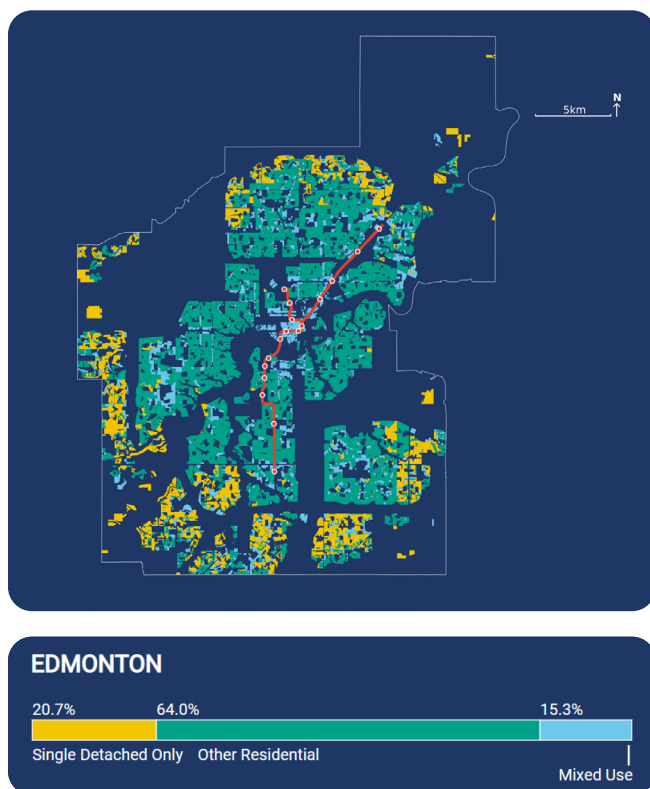 N
5km
EDMONTON
20.7% 64.0% 15.3%
Single Detached Only Other Residential
Mixed Use